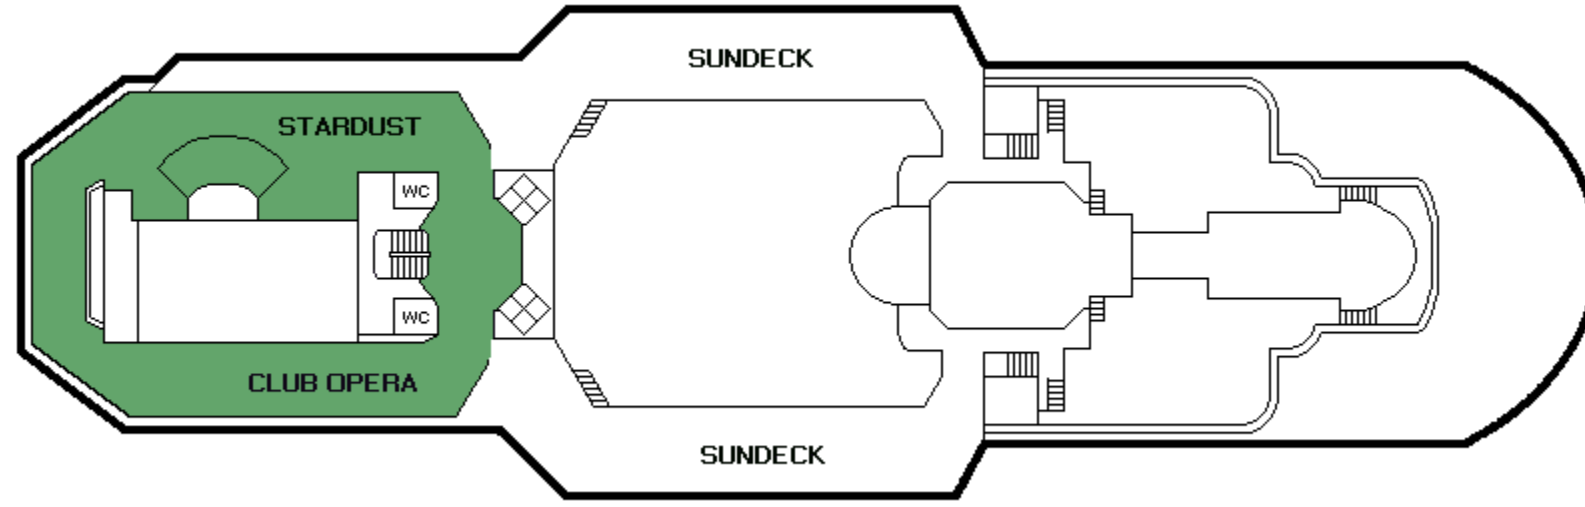 SUNDECK
STARDUST
WC
WC
CLUB OPERA
SUNDECK